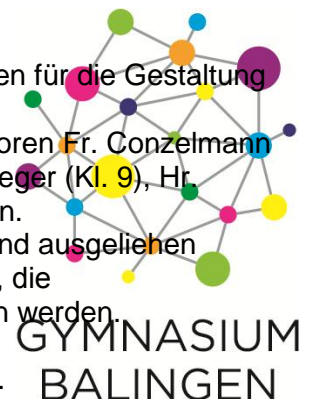 en für die Gestaltung
oren Fr. Conzelmann
eger (Kl. 9), Hr.
n.
nd ausgeliehen
, die
n werden.
GYMNASIUM
BALINGEN